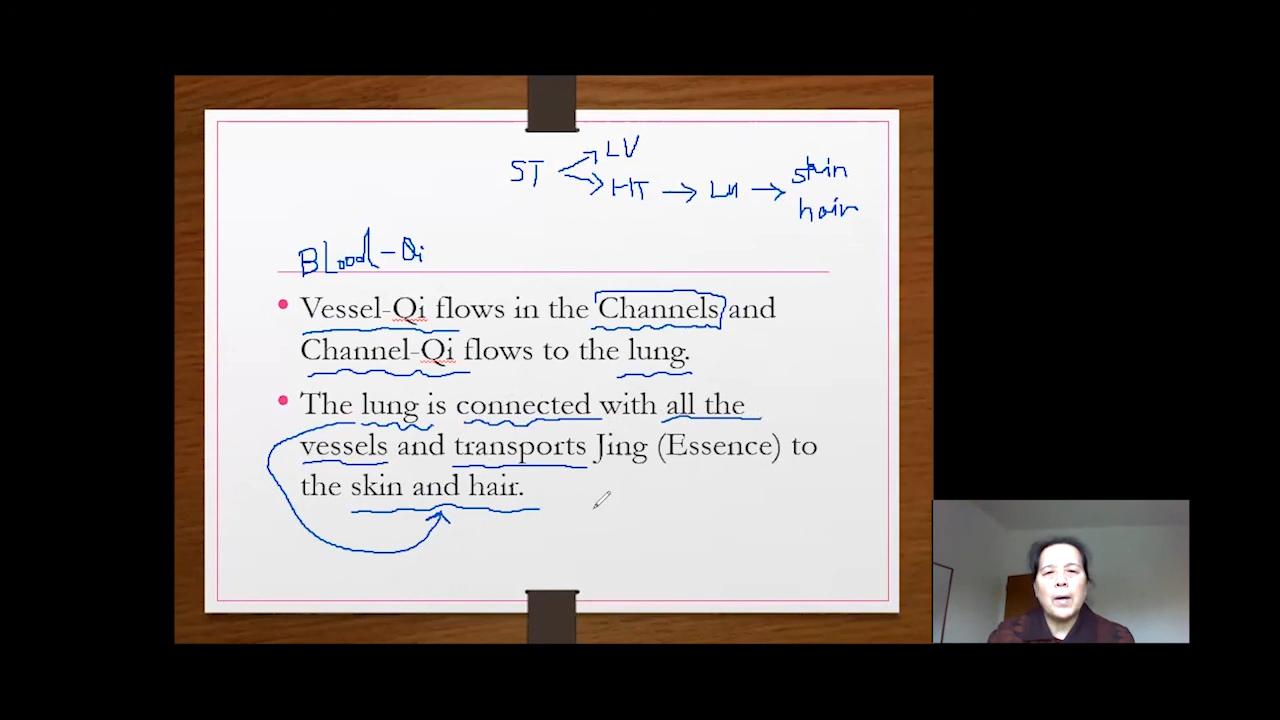 LV
ST
HT → LU → skin
hair
Blood-Qi
• Vessel-Qi flows in the Channels and
Channel-Qi flows to the lung.
• The lung is connected with all the
vessels and transports Jing (Essence) to
the skin and hair.